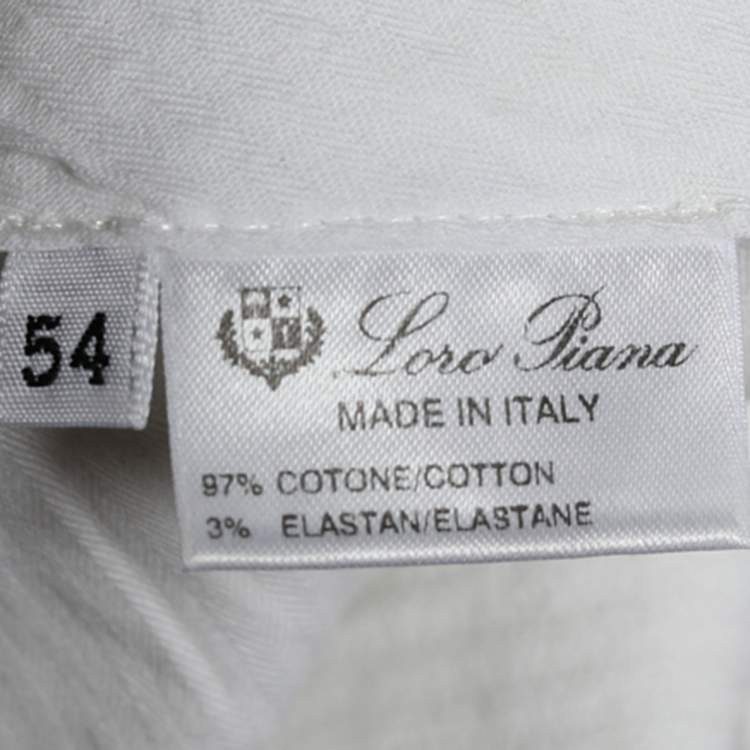 54
Loro Piana
MADE IN ITALY
97% COTONE/COTTON
3% ELASTAN/ELASTANE